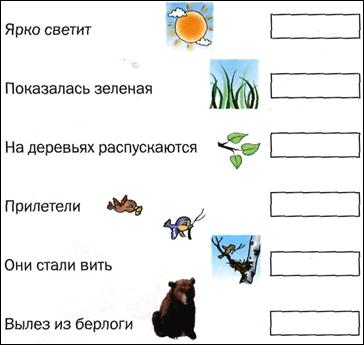 Ярко светит
Показалась зеленая
На деревьях распускаются
Прилетели
Они стали вить
Вылез из берлоги